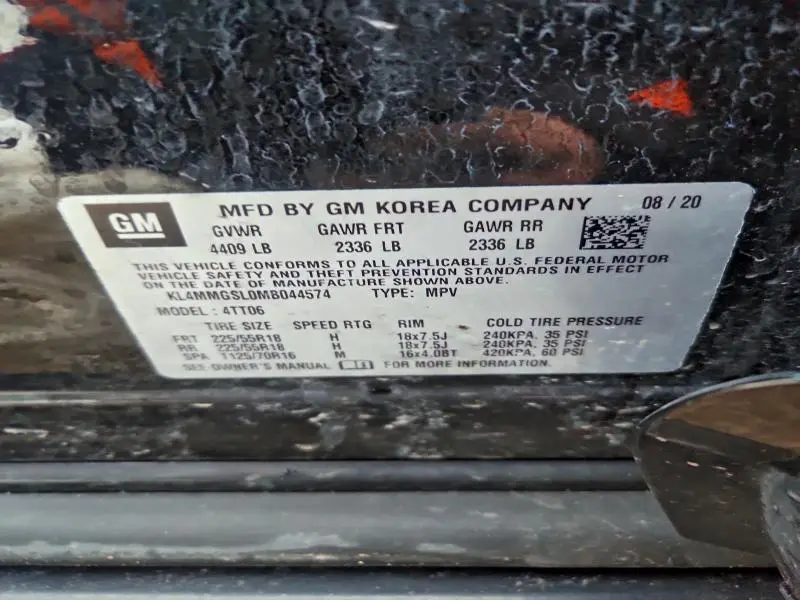 GM MFD BY GM KOREA COMPANY 08 / 20
GVWR GAWR FRT GAWR RR
4409 LB 2336 LB 2336 LB
THIS VEHICLE CONFORMS TO ALL APPLICABLE U.S. FEDERAL MOTOR
VEHICLE SAFETY AND THEFT PREVENTION STANDARDS IN EFFECT
ON THE DATE OF MANUFACTURE SHOWN ABOVE.
KL4MMGSL0MB044574 TYPE: MPV
MODEL : 4TT06
TIRE SIZE SPEED RTG RIM COLD TIRE PRESSURE
FRT 225/55R18 H 18x7.5J 240KPA, 35 PSI
RR 225/55R18 H 18x7.5J 240KPA, 35 PSI
SPA T125/70R16 M 16x4.0BT 420KPA, 60 PSI
SEE OWNER'S MANUAL FOR MORE INFORMATION.